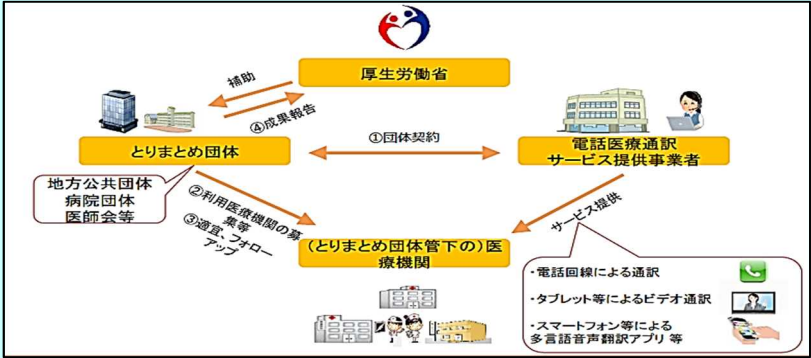 厚生労働省
補助
④成果報告
とりまとめ団体
①団体契約
電話医療通訳
サービス提供事業者
地方公共団体
病院団体
医師会等
②利用医療機関の募
集等
③適宜、フォロー
アップ
サービス提供
(とりまとめ団体管下の)医
療機関
・電話回線による通訳
・タブレット等によるビデオ通訳
・スマートフォン等による
多言語音声翻訳アプリ 等